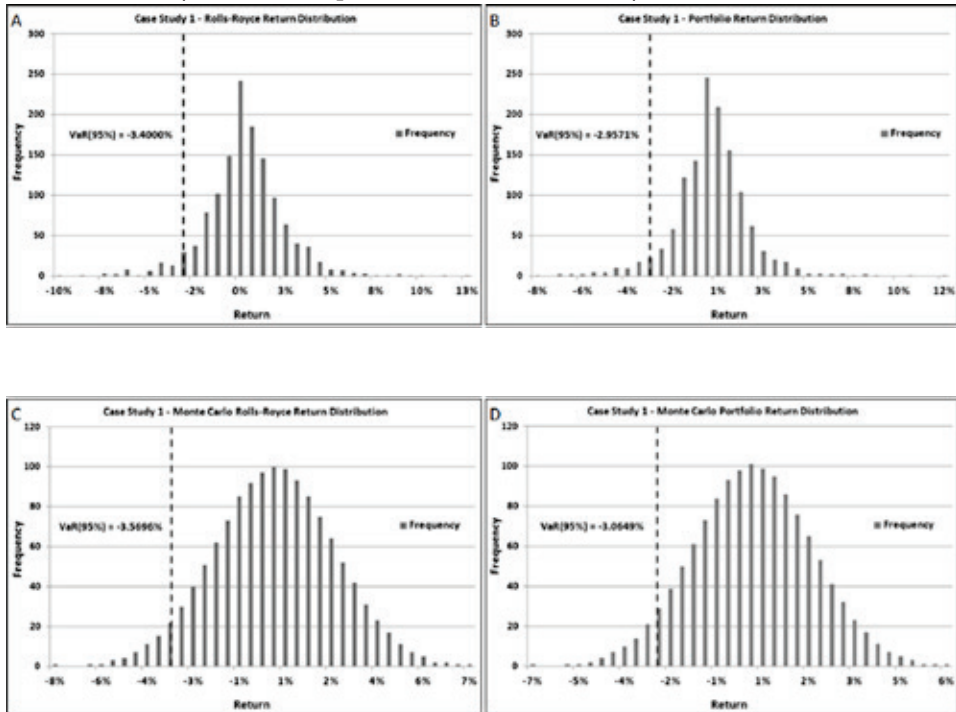 A
Case Study 1 - Rolls-Royce Return Distribution
300
250
200
150
100
50
0
Frequency
VaR(95%) = -3.4000%
Frequency
-10% -8% -5% -2% 0% 3% 5% 8% 10% 13%
Return
B
Case Study 1 - Portfolio Return Distribution
300
250
200
150
100
50
0
Frequency
VaR(95%) = -2.9571%
Frequency
-8% -6% -4% -2% 1% 3% 5% 8% 10% 12%
Return
C
Case Study 1 - Monte Carlo Rolls-Royce Return Distribution
120
100
80
60
40
20
0
Frequency
VaR(95%) = -3.5696%
Frequency
-8% -6% -4% -3% -1% 1% 2% 4% 6% 7%
Return
D
Case Study 1 - Monte Carlo Portfolio Return Distribution
120
100
80
60
40
20
0
Frequency
VaR(95%) = -3.0649%
Frequency
-7% -5% -4% -2% -1% 1% 2% 3% 5% 6%
Return